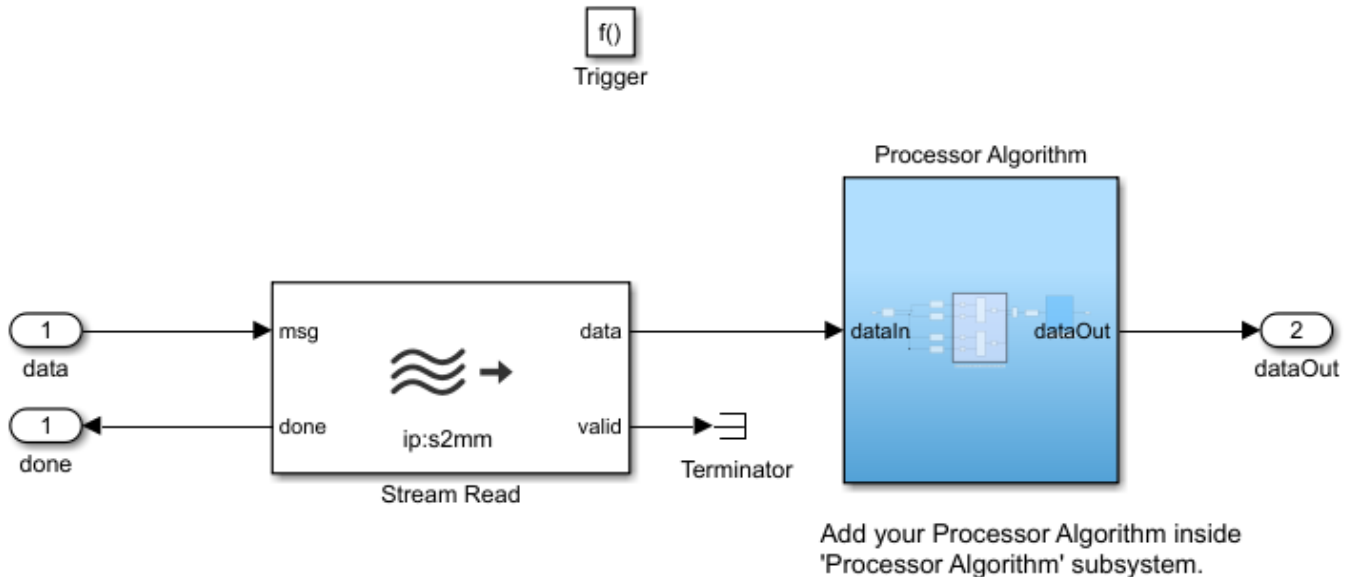 f()
Trigger
Processor Algorithm
1
data
msg
data
dataIn
dataOut
2
dataOut
1
done
done
valid
ip:s2mm
Stream Read
Terminator
Add your Processor Algorithm inside
'Processor Algorithm' subsystem.